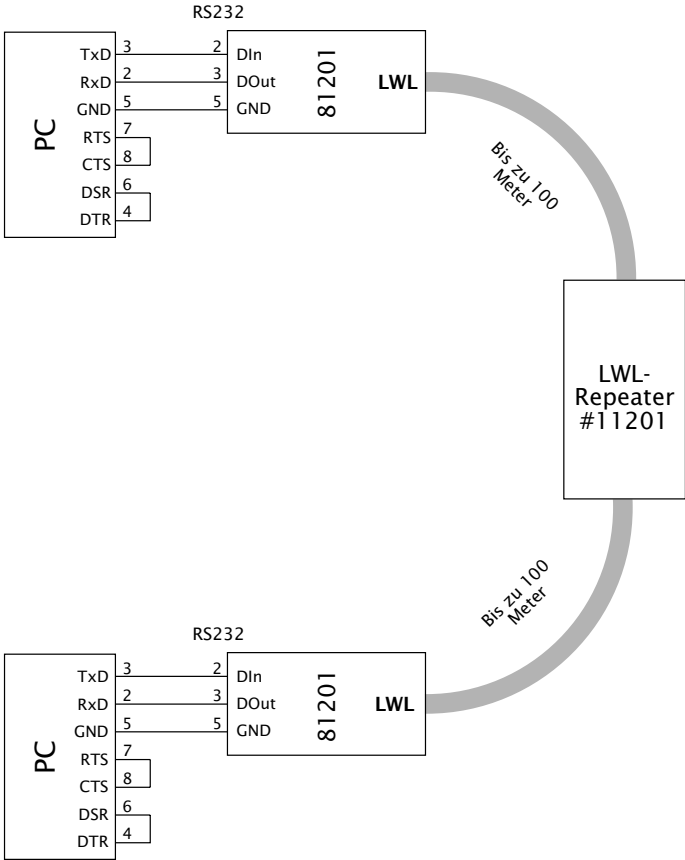 RS232
PC
TxD 3 2 DIn
RxD 2 3 DOut
GND 5 5 GND
RTS 7
CTS 8
DSR 6
DTR 4
81201
LWL
Bis zu 100
Meter
LWL-
Repeater
#11201
Bis zu 100
Meter
RS232
PC
TxD 3 2 DIn
RxD 2 3 DOut
GND 5 5 GND
RTS 7
CTS 8
DSR 6
DTR 4
81201
LWL